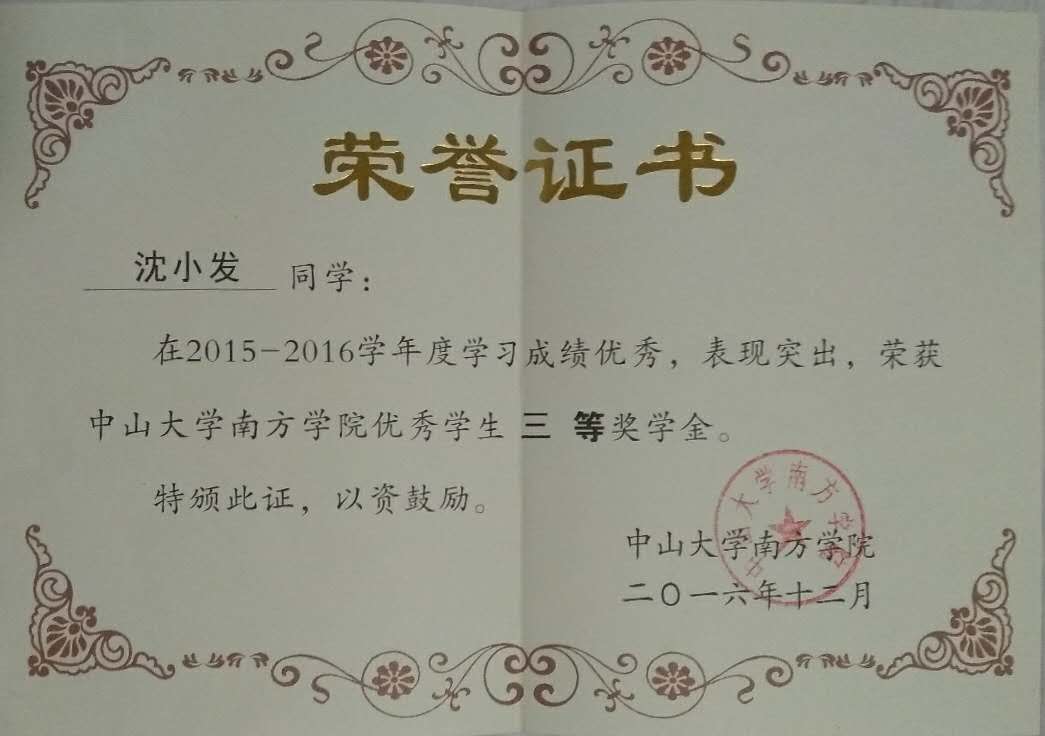 荣誉证书
沈小发 同学：
在2015-2016学年度学习成绩优秀，表现突出，荣获
中山大学南方学院优秀学生 三 等奖学金。
特颁此证，以资鼓励。
中山大学南方学院
中山大学南方学院
二〇一六年十二月